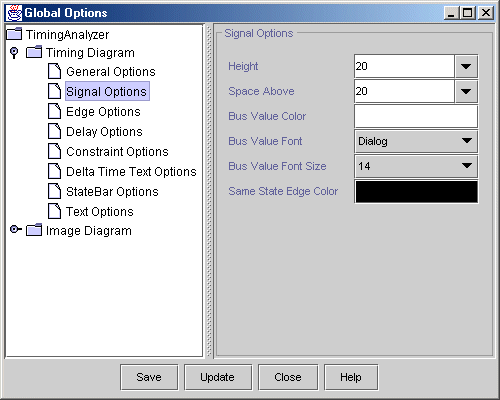 Global Options
TimingAnalyzer
Timing Diagram
General Options
Signal Options
Edge Options
Delay Options
Constraint Options
Delta Time Text Options
StateBar Options
Text Options
Image Diagram
Signal Options
Height 20
Space Above 20
Bus Value Color
Bus Value Font Dialog
Bus Value Font Size 14
Same State Edge Color
Save Update Close Help